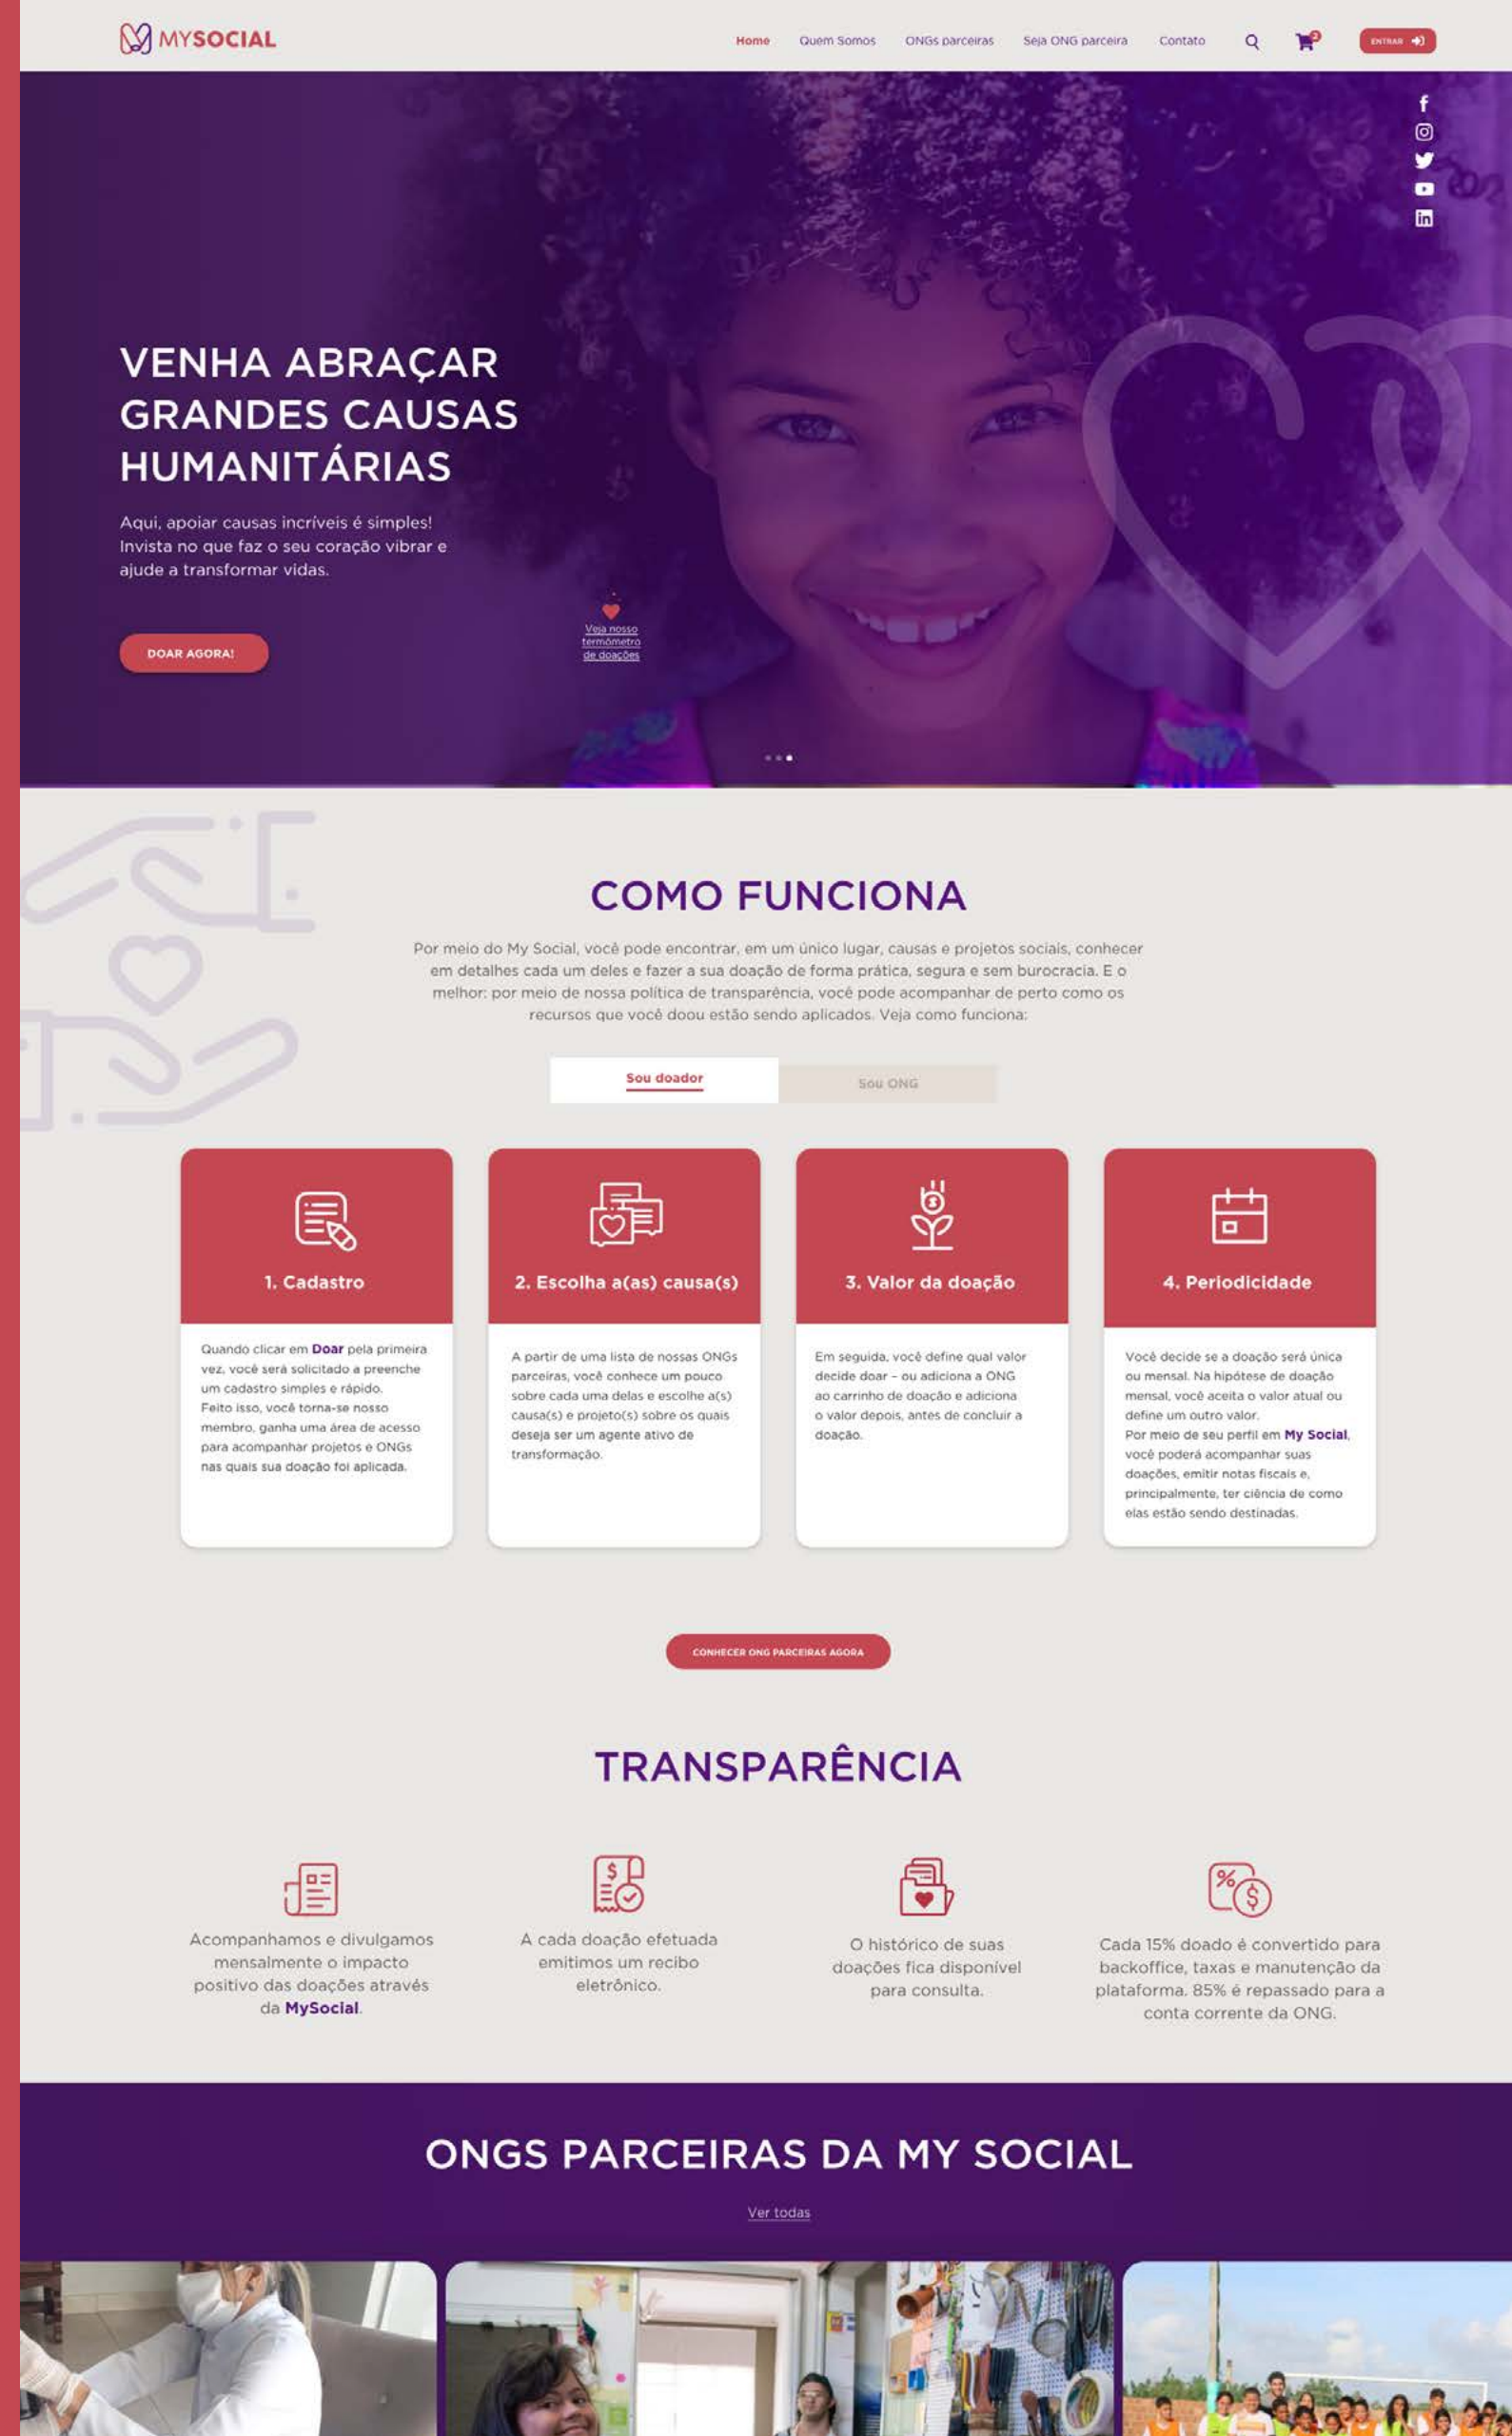 MYSOCIAL
Home Quem Somos ONGs parceiras Seja ONG parceira Contato
ENTRAR
VENHA ABRAÇAR
GRANDES CAUSAS
HUMANITÁRIAS
Aqui, apoiar causas incríveis é simples!
Invista no que faz o seu coração vibrar e
ajude a transformar vidas.
Veja nosso
termômetro
de doações
DOAR AGORA!
COMO FUNCIONA
Por meio do My Social, você pode encontrar, em um único lugar, causas e projetos sociais, conhecer
em detalhes cada um deles e fazer a sua doação de forma prática, segura e sem burocracia. E o
melhor: por meio de nossa política de transparência, você pode acompanhar de perto como os
recursos que você doou estão sendo aplicados. Veja como funciona:
Sou doador
Sou ONG
1. Cadastro
Quando clicar em Doar pela primeira
vez, você será solicitado a preenche
um cadastro simples e rápido.
Feito isso, você torna-se nosso
membro, ganha uma área de acesso
para acompanhar projetos e ONGs
nas quais sua doação foi aplicada.
2. Escolha a(as) causa(s)
A partir de uma lista de nossas ONGs
parceiras, você conhece um pouco
sobre cada uma delas e escolhe a(s)
causa(s) e projeto(s) sobre os quais
deseja ser um agente ativo de
transformação.
3. Valor da doação
Em seguida, você define qual valor
decide doar – ou adiciona a ONG
ao carrinho de doação e adiciona
o valor depois, antes de concluir a
doação.
4. Periodicidade
Você decide se a doação será única
ou mensal. Na hipótese de doação
mensal, você aceita o valor atual ou
define um outro valor.
Por meio de seu perfil em My Social,
você poderá acompanhar suas
doações, emitir notas fiscais e,
principalmente, ter ciência de como
elas estão sendo destinadas.
CONHECER ONG PARCEIRAS AGORA
TRANSPARÊNCIA
Acompanhamos e divulgamos
mensalmente o impacto
positivo das doações através
da MySocial.
A cada doação efetuada
emitimos um recibo
eletrônico.
O histórico de suas
doações fica disponível
para consulta.
Cada 15% doado é convertido para
backoffice, taxas e manutenção da
plataforma. 85% é repassado para a
conta corrente da ONG.
ONGS PARCEIRAS DA MY SOCIAL
Ver todas